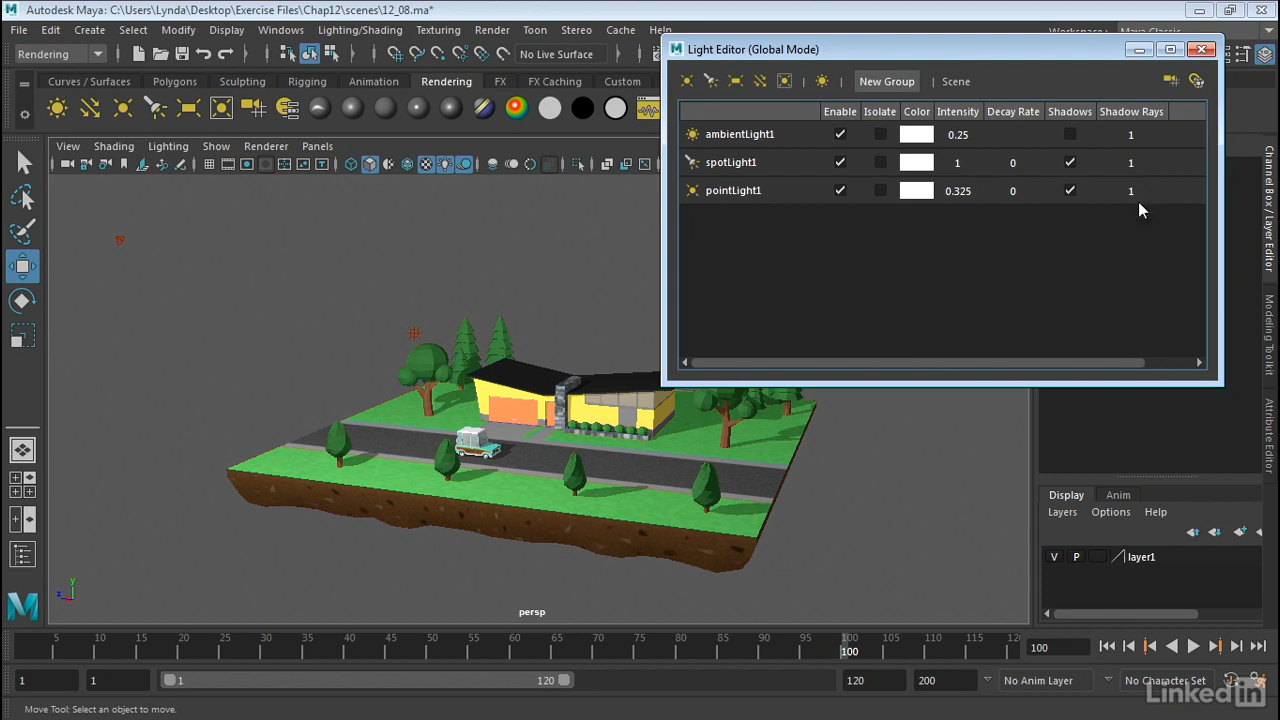 Autodesk Maya: C:\Users\Lynda\Desktop\Exercise Files\Chap12\scenes\12_08.ma*
File Edit Create Select Modify Display Windows Lighting/Shading Texturing Render Toon Stereo Cache Help
Rendering No Live Surface
Curves / Surfaces Polygons Sculpting Rigging Animation Rendering FX FX Caching Custom
View Shading Lighting Show Renderer Panels
Light Editor (Global Mode)
New Group Scene
Enable Isolate Color Intensity Decay Rate Shadows Shadow Rays
ambientLight1 0.25 1
spotLight1 1 0 1
pointLight1 0.325 0 1
Channel Box / Layer Editor
Modeling Toolkit
Attribute Editor
Display Anim
Layers Options Help
V P layer1
persp
5 10 15 20 25 30 35 40 45 50 55 60 65 70 75 80 85 90 95 100
100 100
1 1 1 120 120 200 No Anim Layer No Character Set
Move Tool: Select an object to move.
LinkedIn